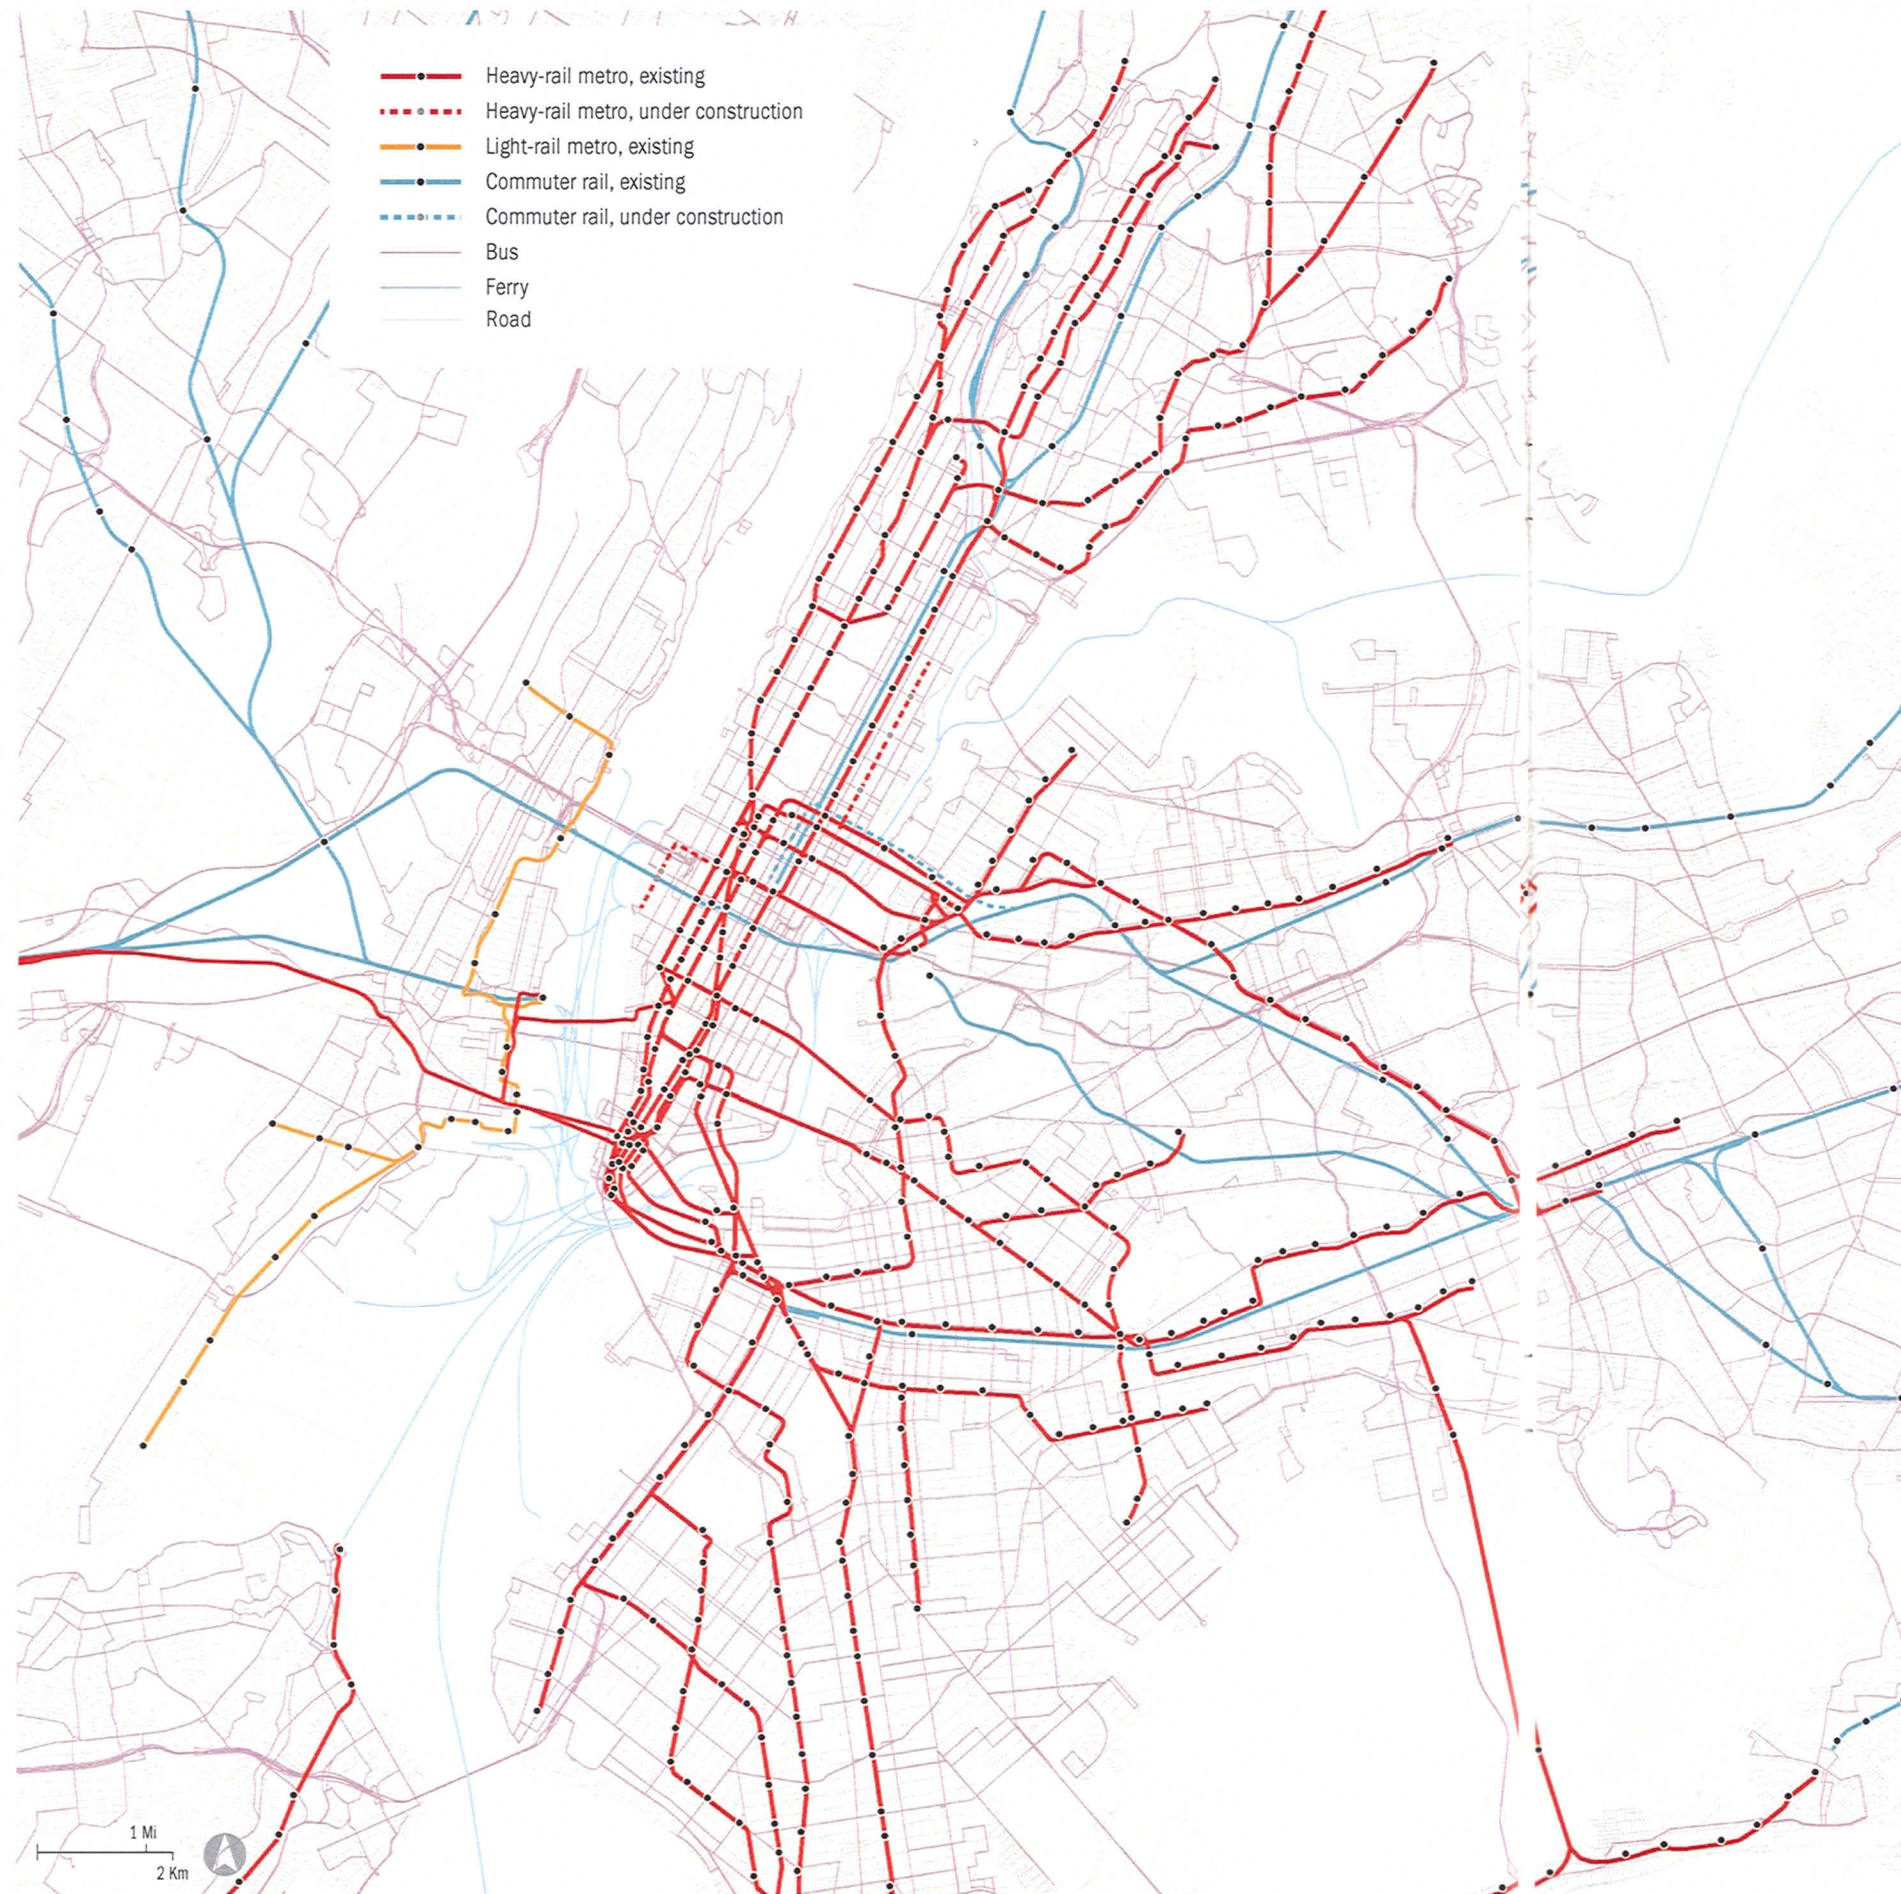 Heavy-rail metro, existing
Heavy-rail metro, under construction
Light-rail metro, existing
Commuter rail, existing
Commuter rail, under construction
Bus
Ferry
Road
1 Mi
2 Km